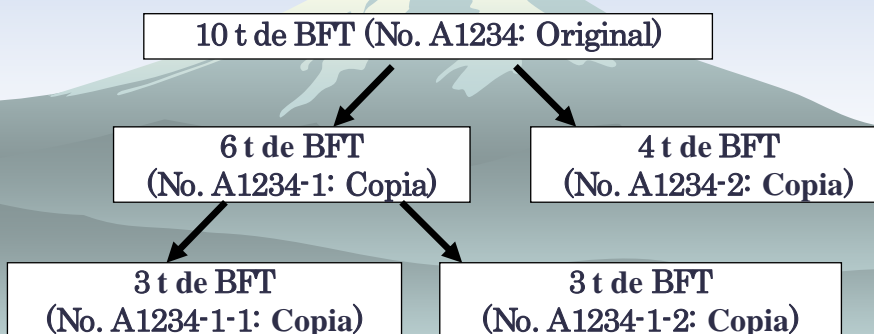 10 t de BFT (No. A1234: Original)
6 t de BFT
(No. A1234-1: Copia)
4 t de BFT
(No. A1234-2: Copia)
3 t de BFT
(No. A1234-1-1: Copia)
3 t de BFT
(No. A1234-1-2: Copia)